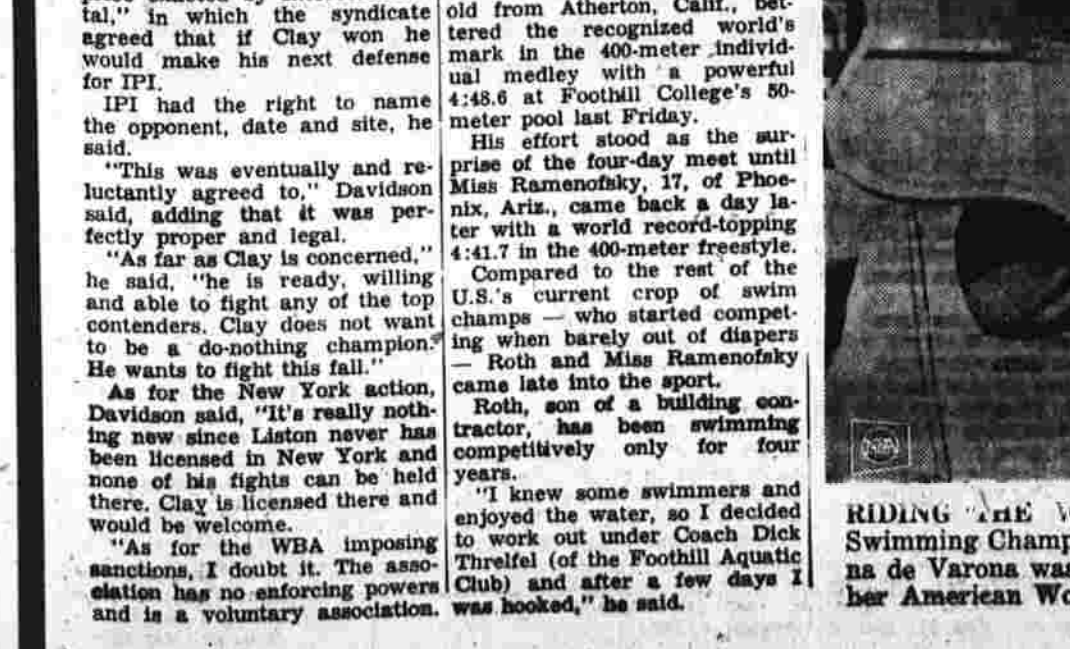 tal," in which the syndicate
agreed that if Clay won he
would make his next defense
for IPI.
IPI had the right to name
the opponent, date and site, he
said.
"This was eventually and re-
luctantly agreed to," Davidson
said, adding that it was per-
fectly proper and legal.
"As far as Clay is concerned,"
he said, "he is ready, willing
and able to fight any of the top
contenders. Clay does not want
to be a do-nothing champion.
He wants to fight this fall."
As for the New York action,
Davidson said, "It's really noth-
ing new since Liston never has
been licensed in New York and
none of his fights can be held
there. Clay is licensed there and
would be welcome.
"As for the WBA imposing
sanctions, I doubt it. The asso-
ciation has no enforcing powers
and is a voluntary association.
old from Atherton, Calif., bet-
tered the recognized world's
mark in the 400-meter individ-
ual medley with a powerful
4:48.6 at Foothill College's 50-
meter pool last Friday.
His effort stood as the sur-
prise of the four-day meet until
Miss Ramenofsky, 17, of Phoe-
nix, Ariz., came back a day la-
ter with a world record-topping
4:41.7 in the 400-meter freestyle.
Compared to the rest of the
U.S.'s current crop of swim
champs — who started compet-
ing when barely out of diapers
— Roth and Miss Ramenofsky
came late into the sport.
Roth, son of a building con-
tractor, has been swimming
competitively only for four
years.
"I knew some swimmers and
enjoyed the water, so I decided
to work out under Coach Dick
Threlfel (of the Foothill Aquatic
Club) and after a few days I
was hooked," he said.
RIDING THE
Swimming Champ
na de Varona was
her American Wo